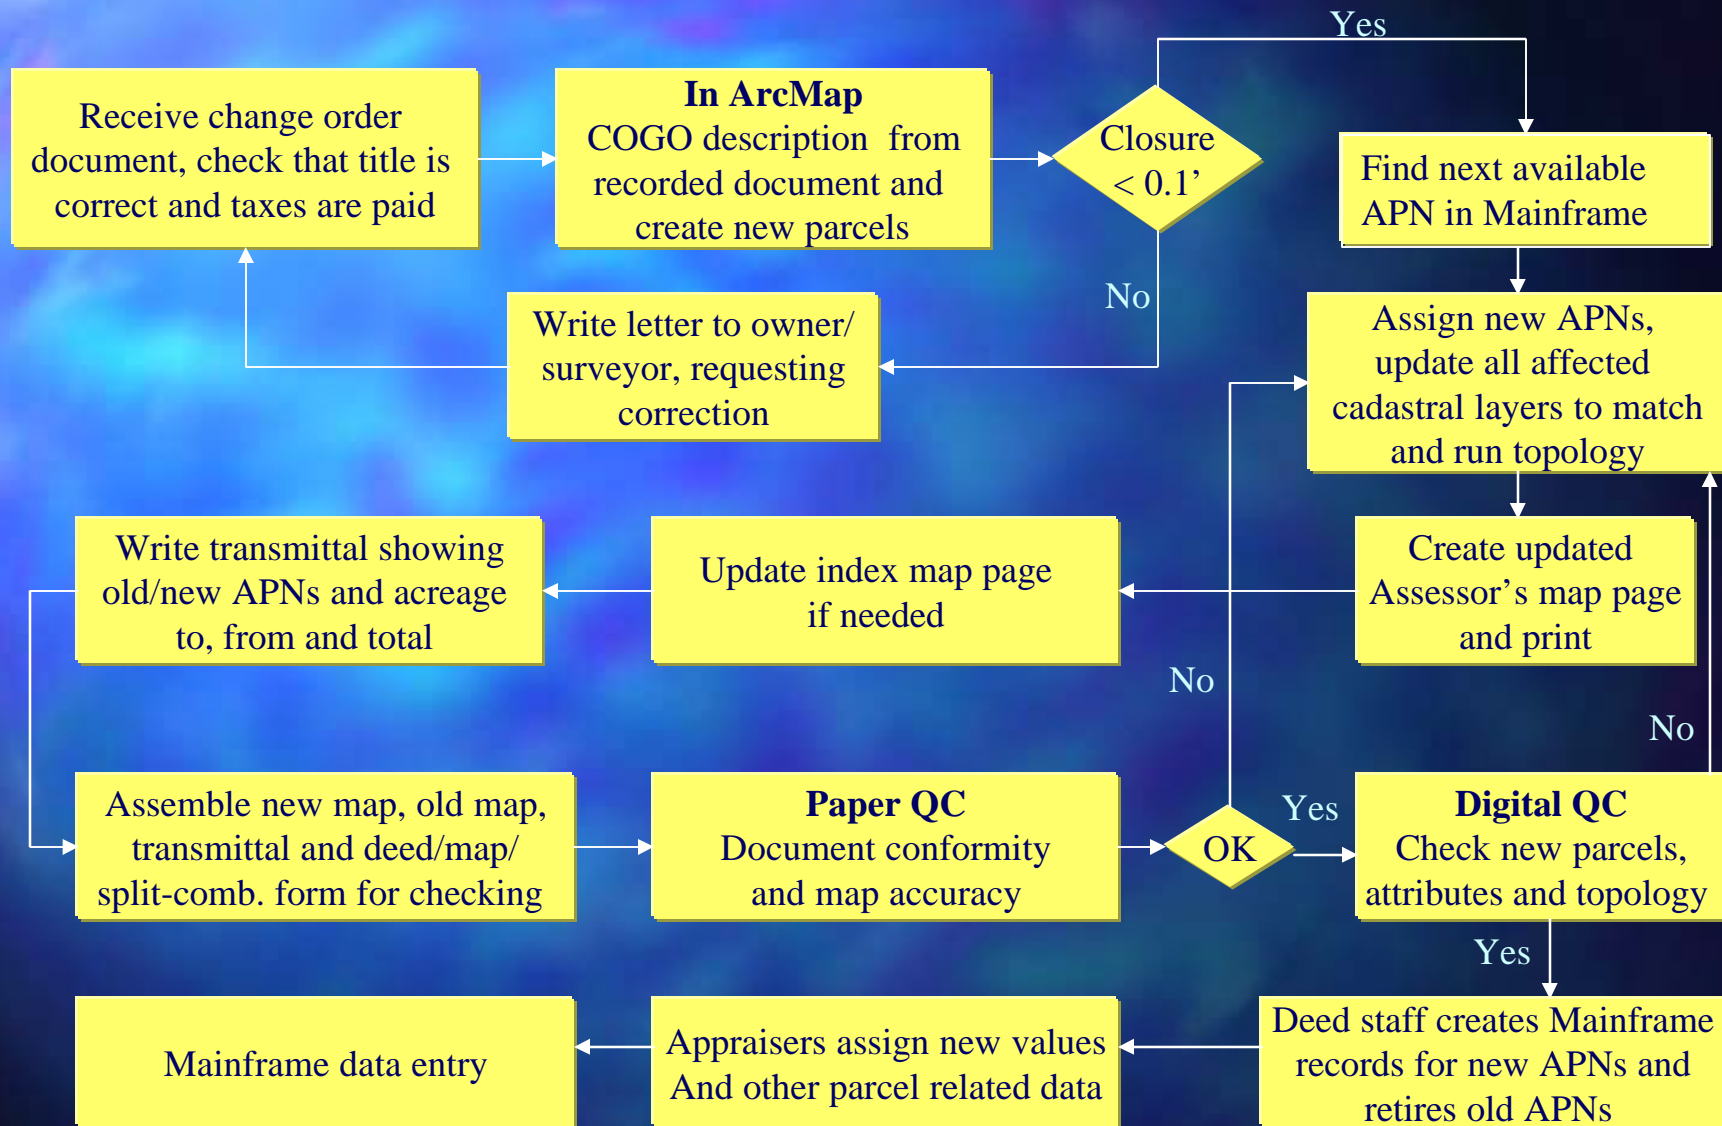 Yes
Receive change order
document, check that title is
correct and taxes are paid
In ArcMap
COGO description from
recorded document and
create new parcels
Closure
< 0.1’
Find next available
APN in Mainframe
No
Write letter to owner/
surveyor, requesting
correction
Assign new APNs,
update all affected
cadastral layers to match
and run topology
Write transmittal showing
old/new APNs and acreage
to, from and total
Update index map page
if needed
Create updated
Assessor’s map page
and print
No
No
Assemble new map, old map,
transmittal and deed/map/
split-comb. form for checking
Paper QC
Document conformity
and map accuracy
OK
Yes
Digital QC
Check new parcels,
attributes and topology
Yes
Mainframe data entry
Appraisers assign new values
And other parcel related data
Deed staff creates Mainframe
records for new APNs and
retires old APNs